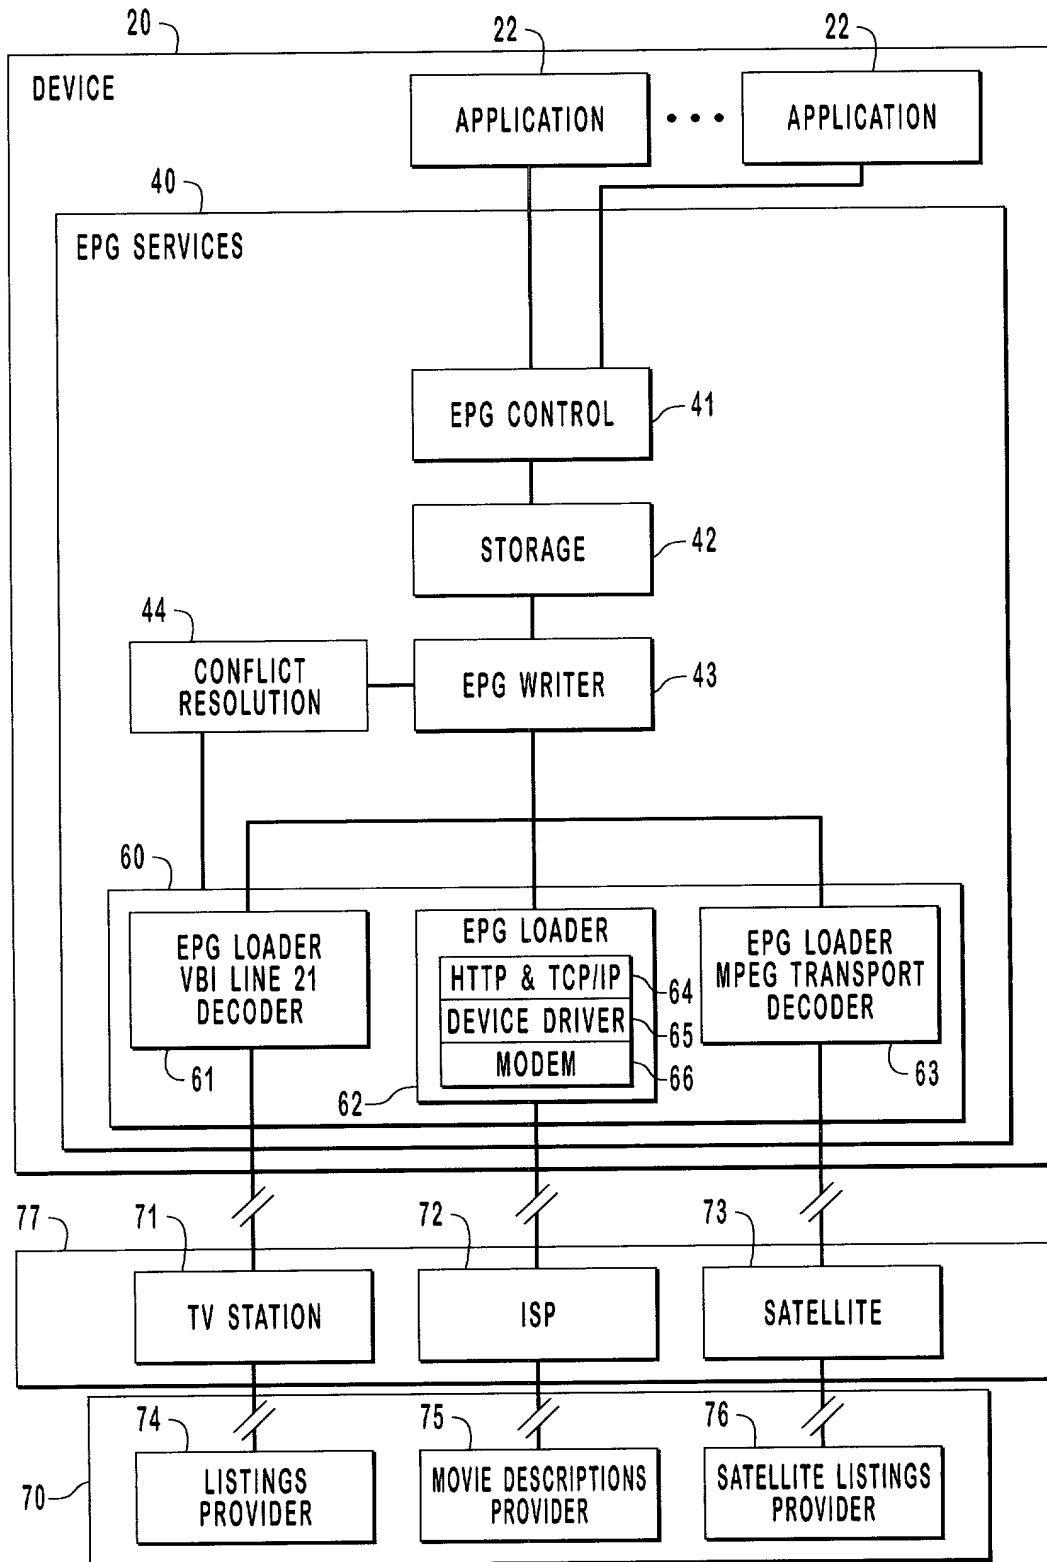 20
22
22
DEVICE
APPLICATION
APPLICATION
40
EPG SERVICES
EPG CONTROL
41
STORAGE
42
44
CONFLICT
RESOLUTION
EPG WRITER
43
60
EPG LOADER
VBI LINE 21
DECODER
61
EPG LOADER
HTTP & TCP/IP
64
DEVICE DRIVER
65
MODEM
66
62
EPG LOADER
MPEG TRANSPORT
DECODER
63
77
71
72
73
TV STATION
ISP
SATELLITE
74
75
76
LISTINGS
PROVIDER
MOVIE DESCRIPTIONS
PROVIDER
SATELLITE LISTINGS
PROVIDER
70